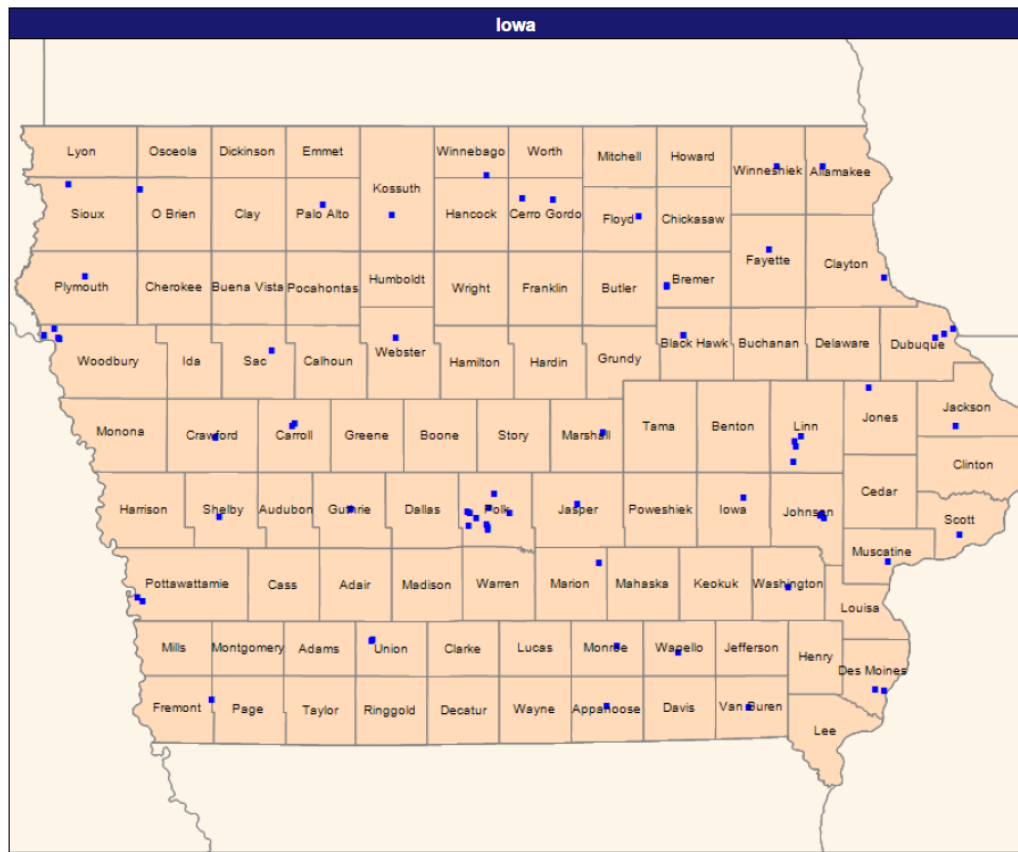 Iowa
Lyon Osceola Dickinson Emmet Winnebago Worth Mitchell Howard Winneshiek Allamakee
Kossuth
Sioux O Brien Clay Palo Alto Hancock Cerro Gordo Floyd Chickasaw
Fayette Clayton
Plymouth Cherokee Buena Vista Pocahontas Humboldt Wright Franklin Butler Bremer
Woodbury Ida Sac Calhoun Webster Hamilton Hardin Grundy Black Hawk Buchanan Delaware Dubuque
Monona Crawford Carroll Greene Boone Story Marshall Tama Benton Linn Jones Jackson
Clinton
Harrison Shelby Audubon Guthrie Dallas Polk Jasper Poweshiek Iowa Johnson Cedar
Scott
Muscatine
Pottawattamie Cass Adair Madison Warren Marion Mahaska Keokuk Washington
Louisa
Mills Montgomery Adams Union Clarke Lucas Monroe Wapello Jefferson Henry
Des Moines
Fremont Page Taylor Ringgold Decatur Wayne Appanoose Davis Van Buren
Lee